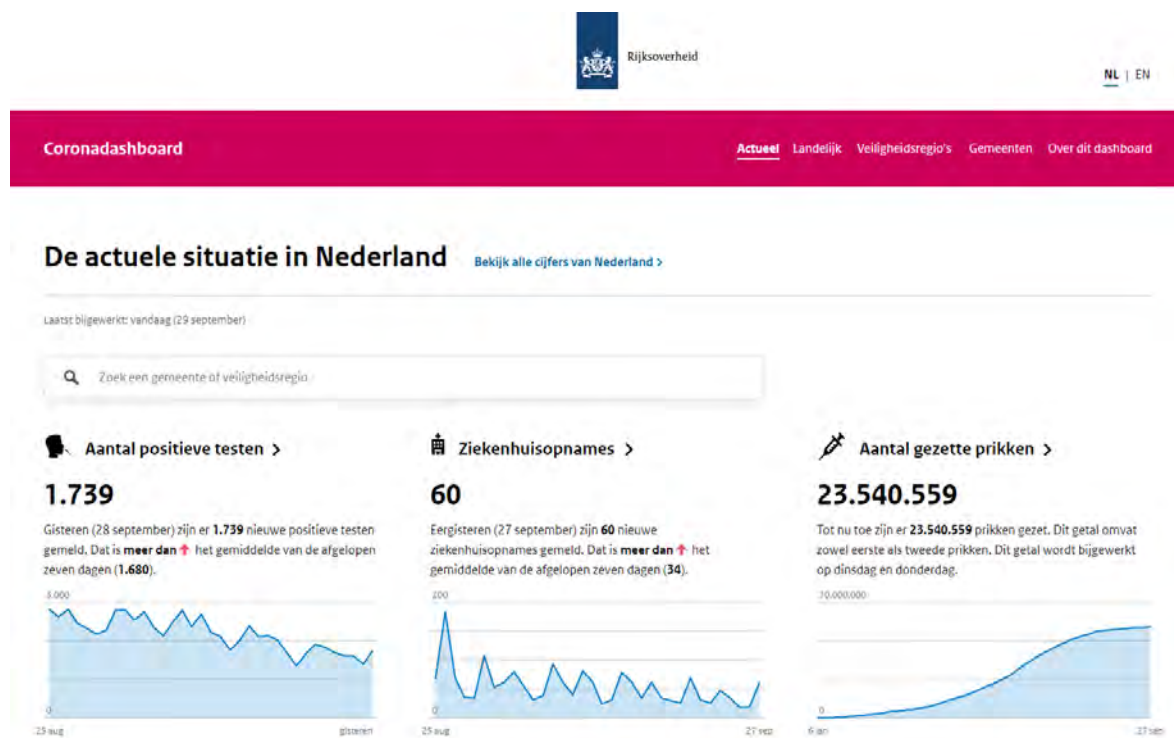 Rijksoverheid
NL | EN
Coronadashboard
Actueel Landelijk Veiligheidsregio's Gemeenten Over dit dashboard
De actuele situatie in Nederland
Bekijk alle cijfers van Nederland >
Laatst bijgewerkt: vandaag (29 september)
Zoek een gemeente of veiligheidsregio
Aantal positieve testen >
1.739
Gisteren (28 september) zijn er 1.739 nieuwe positieve testen
gemeld. Dat is meer dan ↑ het gemiddelde van de afgelopen
zeven dagen (1.680).
3.000
0
25 aug gisteren
Ziekenhuisopnames >
60
Eergisteren (27 september) zijn 60 nieuwe
ziekenhuisopnames gemeld. Dat is meer dan ↑ het
gemiddelde van de afgelopen zeven dagen (34).
200
0
25 aug 27 sep
Aantal gezette prikken >
23.540.559
Tot nu toe zijn er 23.540.559 prikken gezet. Dit getal omvat
zowel eerste als tweede prikken. Dit getal wordt bijgewerkt
op dinsdag en donderdag.
0
6 jan 27 sep